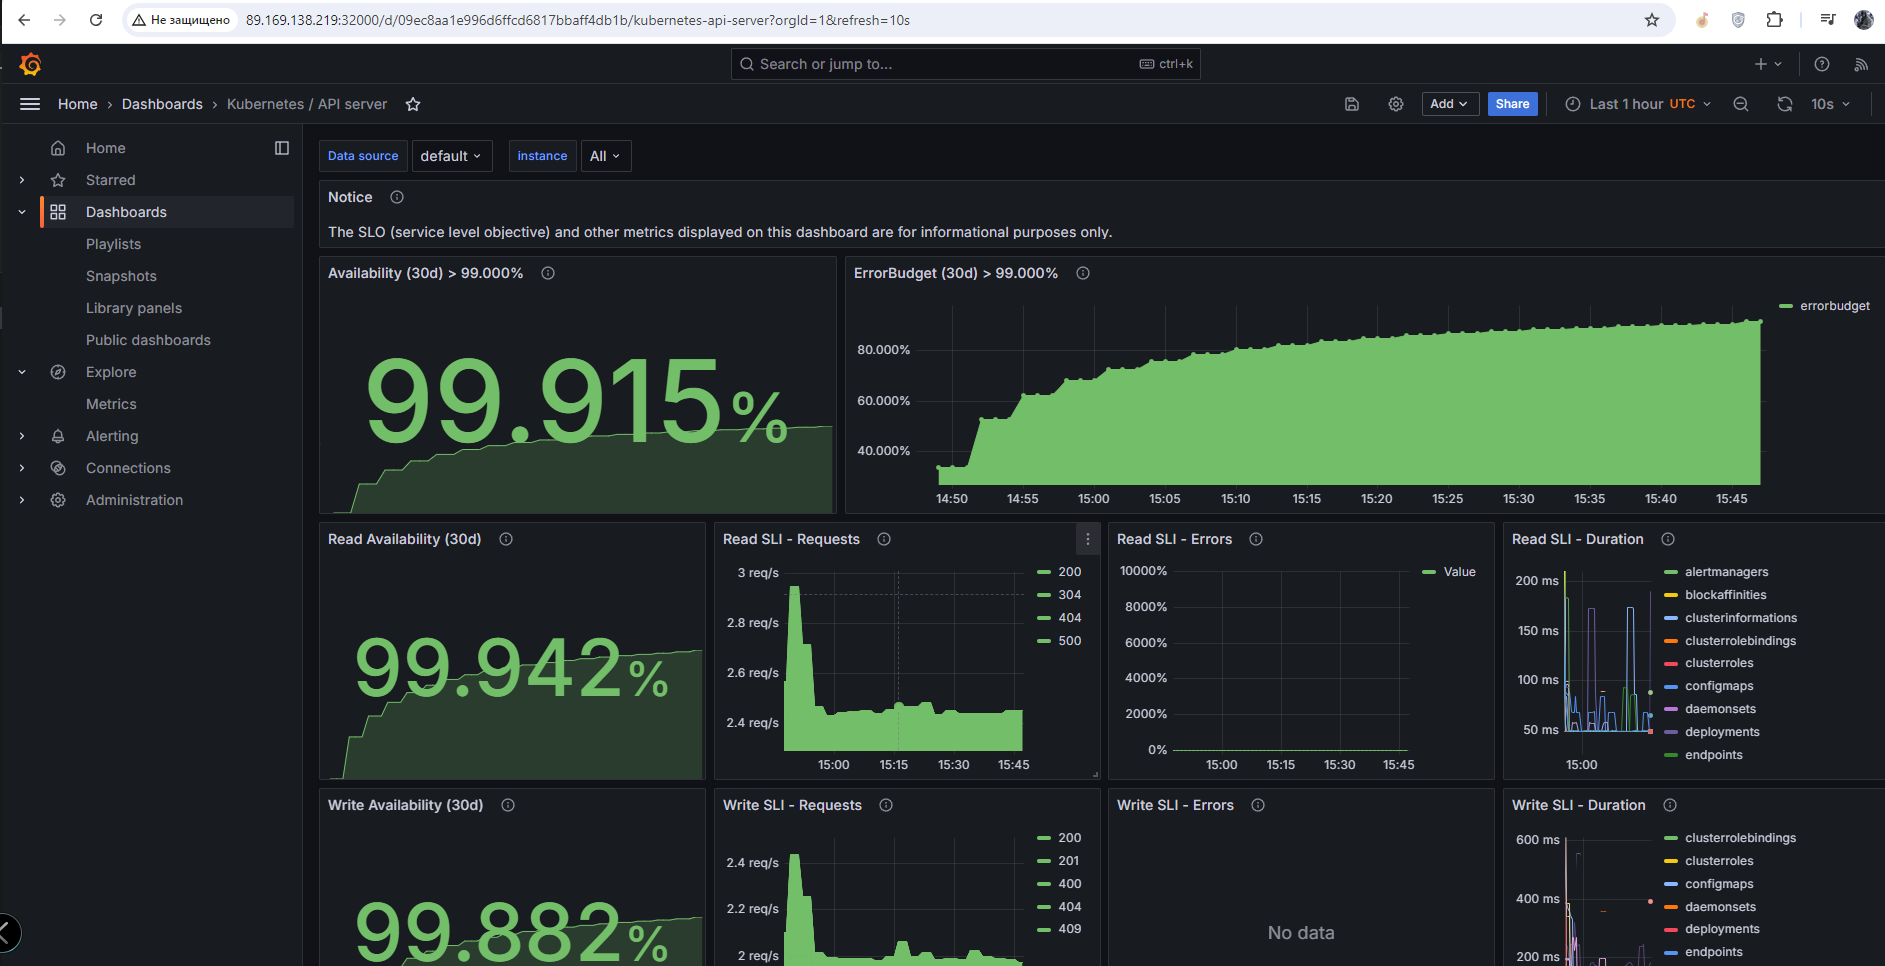 Не защищено
89.169.138.219:32000/d/09ec8aa1e996d6ffcd6817bbaff4db1b/kubernetes-api-server?orgId=1&refresh=10s
Search or jump to...
ctrl+k
Home › Dashboards › Kubernetes / API server
Add
Share
Last 1 hour UTC
10s
Home
Starred
Dashboards
Playlists
Snapshots
Library panels
Public dashboards
Explore
Metrics
Alerting
Connections
Administration
Data source
default
instance
All
Notice
The SLO (service level objective) and other metrics displayed on this dashboard are for informational purposes only.
Availability (30d) > 99.000%
99.915%
ErrorBudget (30d) > 99.000%
80.000%
60.000%
40.000%
14:50 14:55 15:00 15:05 15:10 15:15 15:20 15:25 15:30 15:35 15:40 15:45
errorbudget
Read Availability (30d)
99.942%
Read SLI - Requests
3 req/s
2.8 req/s
2.6 req/s
2.4 req/s
15:00 15:15 15:30 15:45
200
304
404
500
Read SLI - Errors
10000%
8000%
6000%
4000%
2000%
0%
15:00 15:15 15:30 15:45
Value
Read SLI - Duration
200 ms
150 ms
100 ms
50 ms
15:00
alertmanagers
blockaffinities
clusterinformations
clusterrolebindings
clusterroles
configmaps
daemonsets
deployments
endpoints
Write Availability (30d)
99.882%
Write SLI - Requests
2.4 req/s
2.2 req/s
2 req/s
200
201
400
404
409
Write SLI - Errors
No data
Write SLI - Duration
600 ms
400 ms
200 ms
clusterrolebindings
clusterroles
configmaps
daemonsets
deployments
endpoints